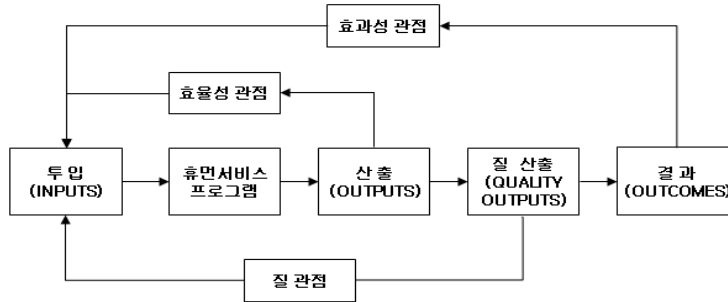 효과성 관점
효율성 관점
투 입
(INPUTS)
휴먼서비스
프로그램
산 출
(OUTPUTS)
질 산출
(QUALITY
OUTPUTS)
결 과
(OUTCOMES)
질 관점